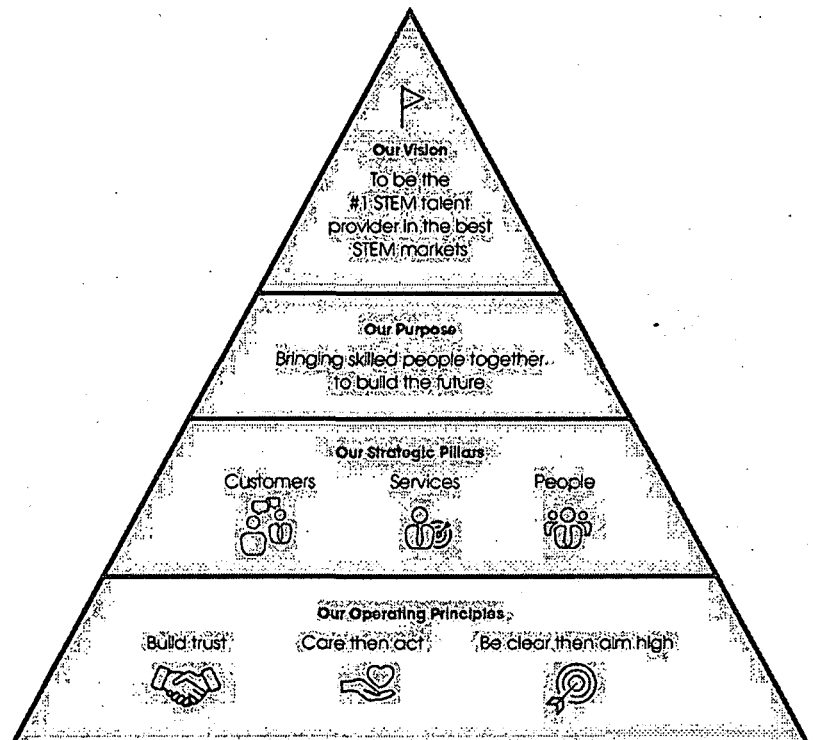 Our Vision
To be the
#1 STEM talent
provider in the best
STEM markets
Our Purpose
Bringing skilled people together
to build the future
Our Strategic Pillars
Customers Services People
Our Operating Principles
Build trust Care then act Be clear then aim high